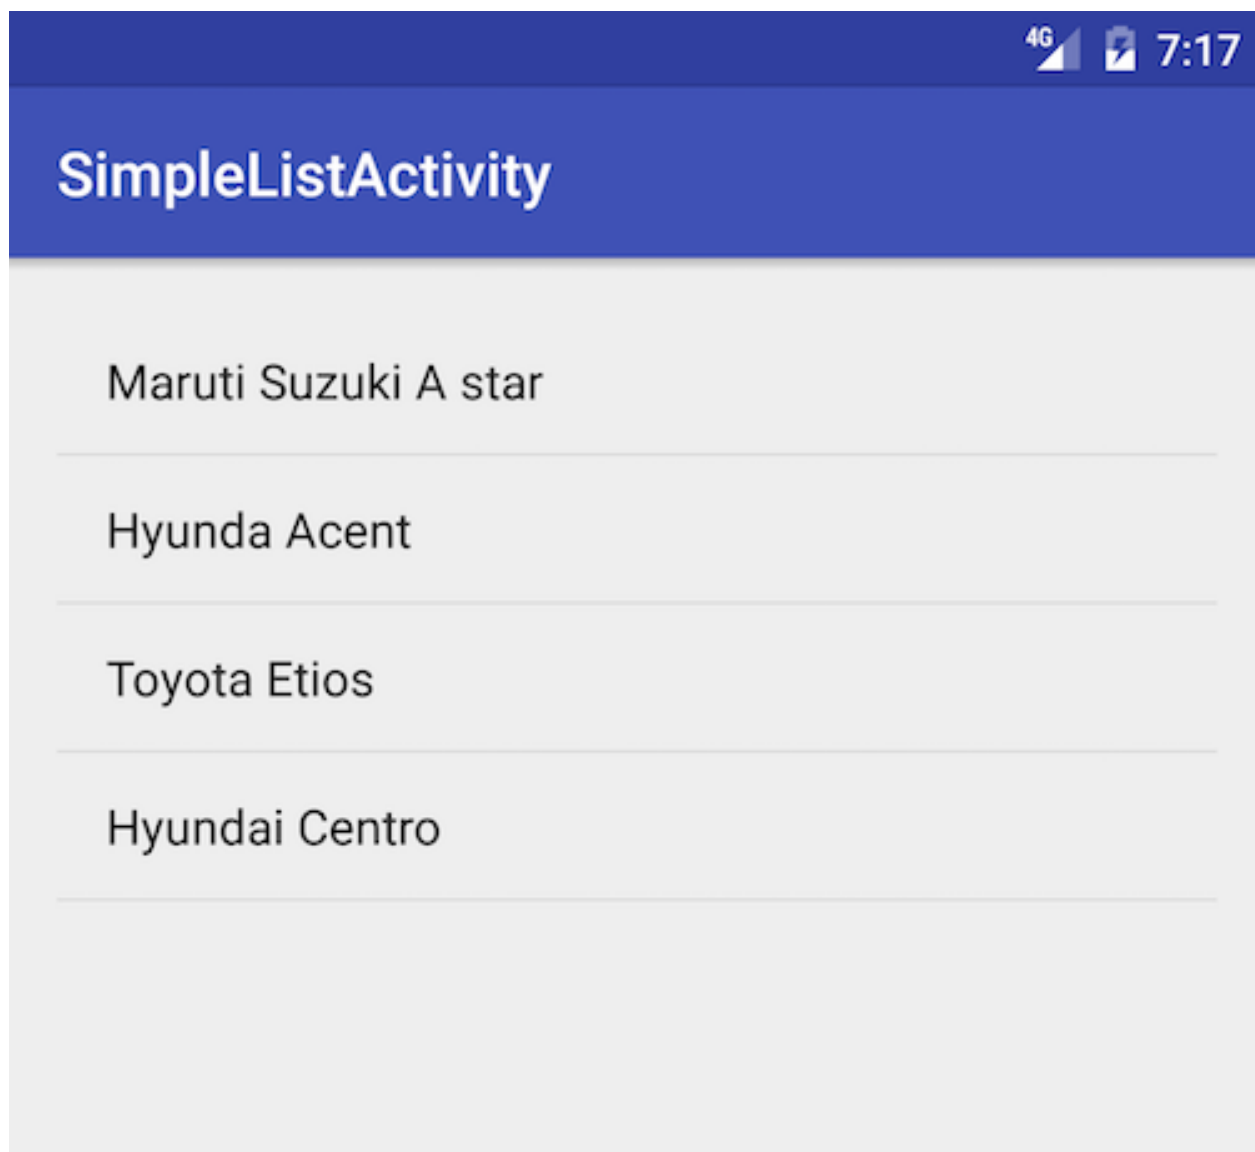 4G 7:17
SimpleListActivity
Maruti Suzuki A star
Hyunda Acent
Toyota Etios
Hyundai Centro